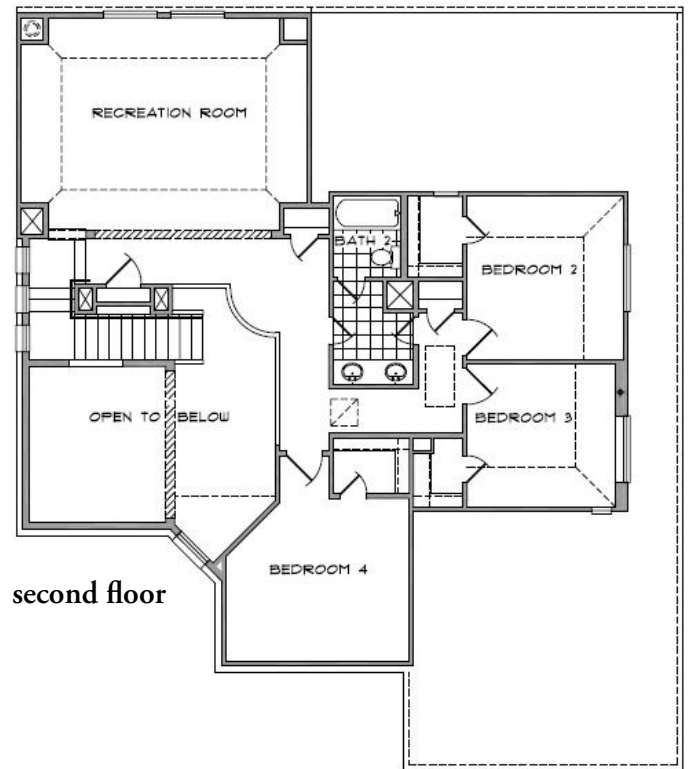 RECREATION ROOM
BATH 2
BEDROOM 2
OPEN TO BELOW
BEDROOM 3
BEDROOM 4
second floor